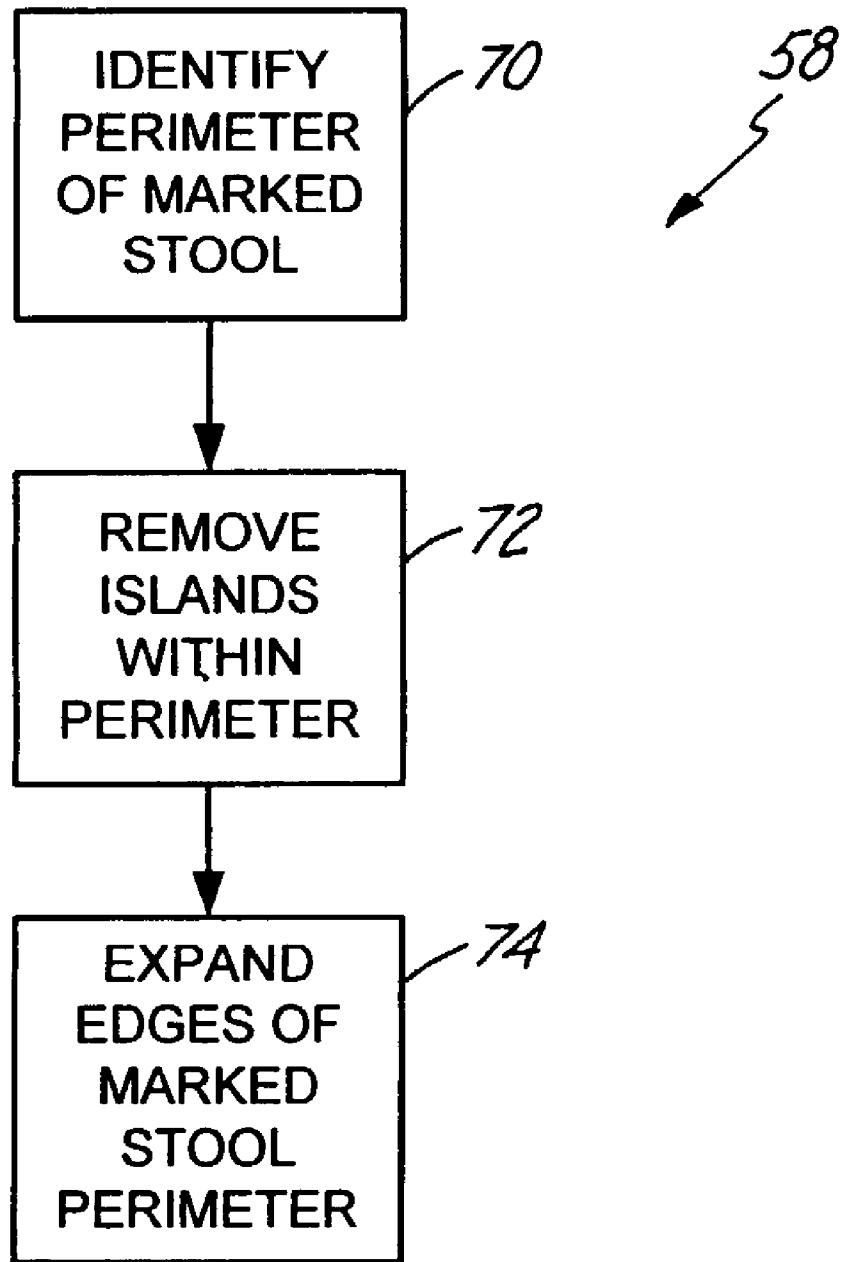 IDENTIFY
PERIMETER
OF MARKED
STOOL
70
58
REMOVE
ISLANDS
WITHIN
PERIMETER
72
EXPAND
EDGES OF
MARKED
STOOL
PERIMETER
74